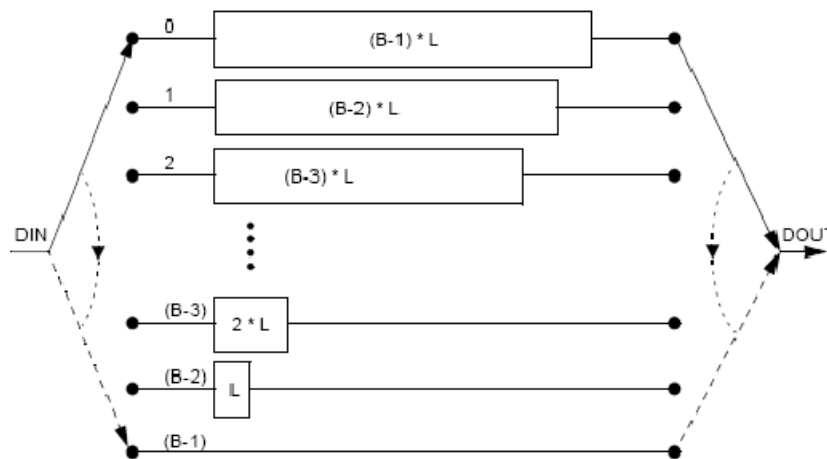 0
(B-1) * L
1
(B-2) * L
2
(B-3) * L
DIN
DOUT
(B-3)
2 * L
(B-2)
L
(B-1)